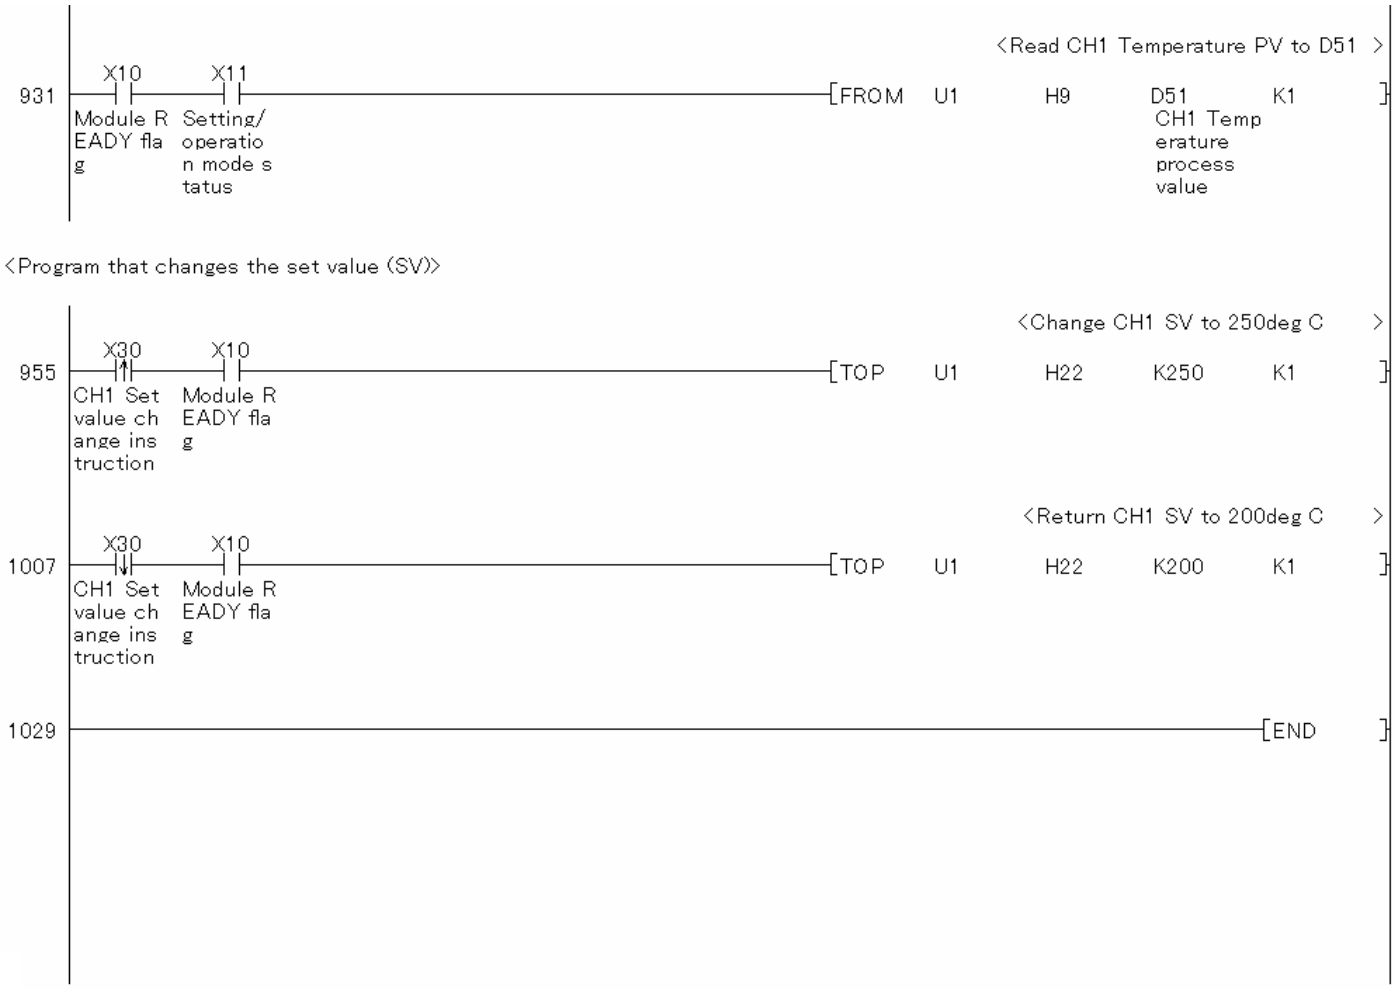 <Read CH1 Temperature PV to D51 >
X10 X11
931 [FROM U1 H9 D51 K1 ]
Module R Setting/ CH1 Temp
EADY fla operatio erature
g n mode s process
tatus value
<Program that changes the set value (SV)>
<Change CH1 SV to 250deg C >
X30 X10
955 [TOP U1 H22 K250 K1 ]
CH1 Set Module R
value ch EADY fla
ange ins g
truction
<Return CH1 SV to 200deg C >
X30 X10
1007 [TOP U1 H22 K200 K1 ]
CH1 Set Module R
value ch EADY fla
ange ins g
truction
1029 [END ]